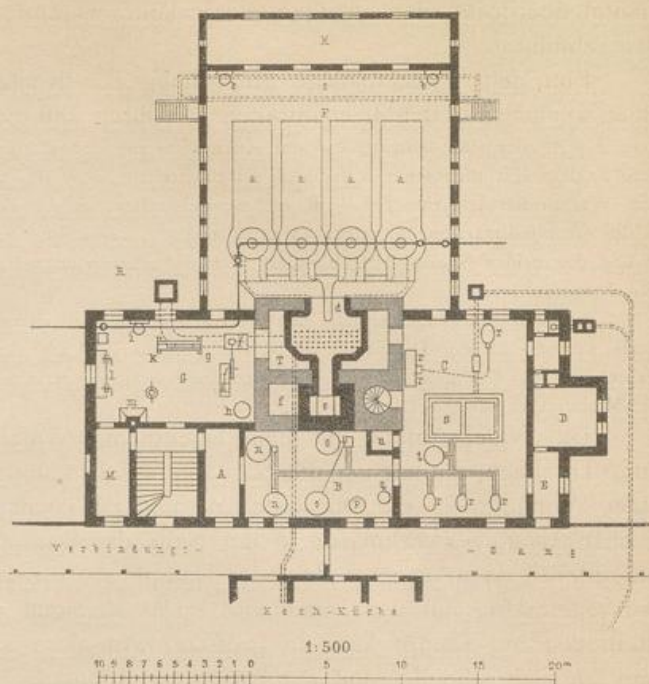 H
F
a a a a
E
d
T
f
e
i
K
g
l
G
m
h
M
A
n
n
o
o
B
p
q
u
C
r
S
t
r r r
D
E
Verbindungs-
-Gang
Koch-Küche
1:500
10 9 8 7 6 5 4 3 2 1 0 5 10 15 20m